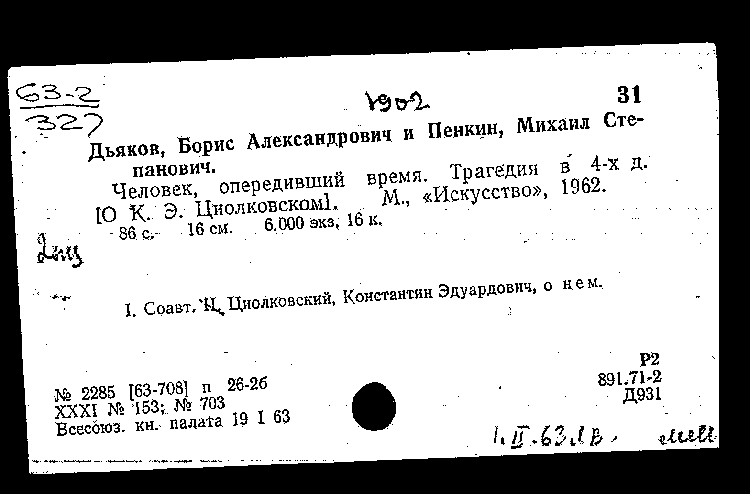 63-2
327
1902
31
Дьяков, Борис Александрович и Пенкин, Михаил Сте-
панович.
Человек, опередивший время. Трагедия в 4-х д.
[О К. Э. Циолковском]. М., «Искусство», 1962.
86 с. 16 см. 6.000 экз. 16 к.
I. Соавт. Ц. Циолковский, Константин Эдуардович, о нем.
Р2
№ 2285 [63-708] п 26-26
891.71-2
XXXI № 153; № 703
Д931
Всесоюз. кн. палата 19 I 63
1.II.63